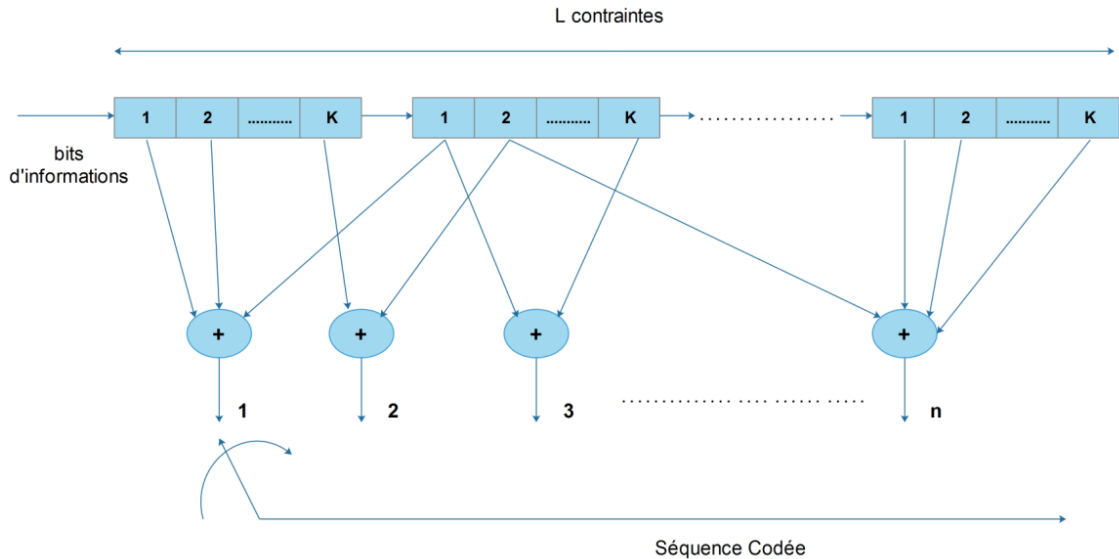 L contraintes
1 2 ........... K 1 2 ........... K .................. 1 2 ........... K
bits
d'informations
+ + + +
1 2 3 .............. .... ...... ...... n
Séquence Codée